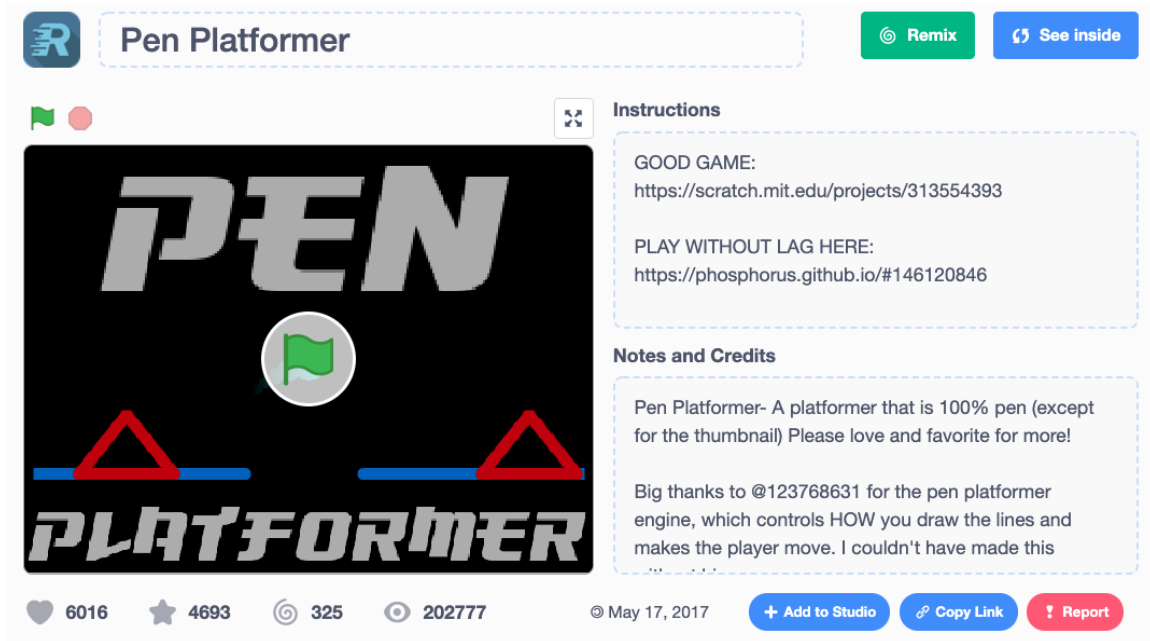 Pen Platformer
Remix
See inside
PEN
PLATFORMER
Instructions
GOOD GAME:
https://scratch.mit.edu/projects/313554393
PLAY WITHOUT LAG HERE:
https://phosphorus.github.io/#146120846
Notes and Credits
Pen Platformer- A platformer that is 100% pen (except
for the thumbnail) Please love and favorite for more!
Big thanks to @123768631 for the pen platformer
engine, which controls HOW you draw the lines and
makes the player move. I couldn't have made this
6016
4693
325
202777
May 17, 2017
Add to Studio
Copy Link
Report